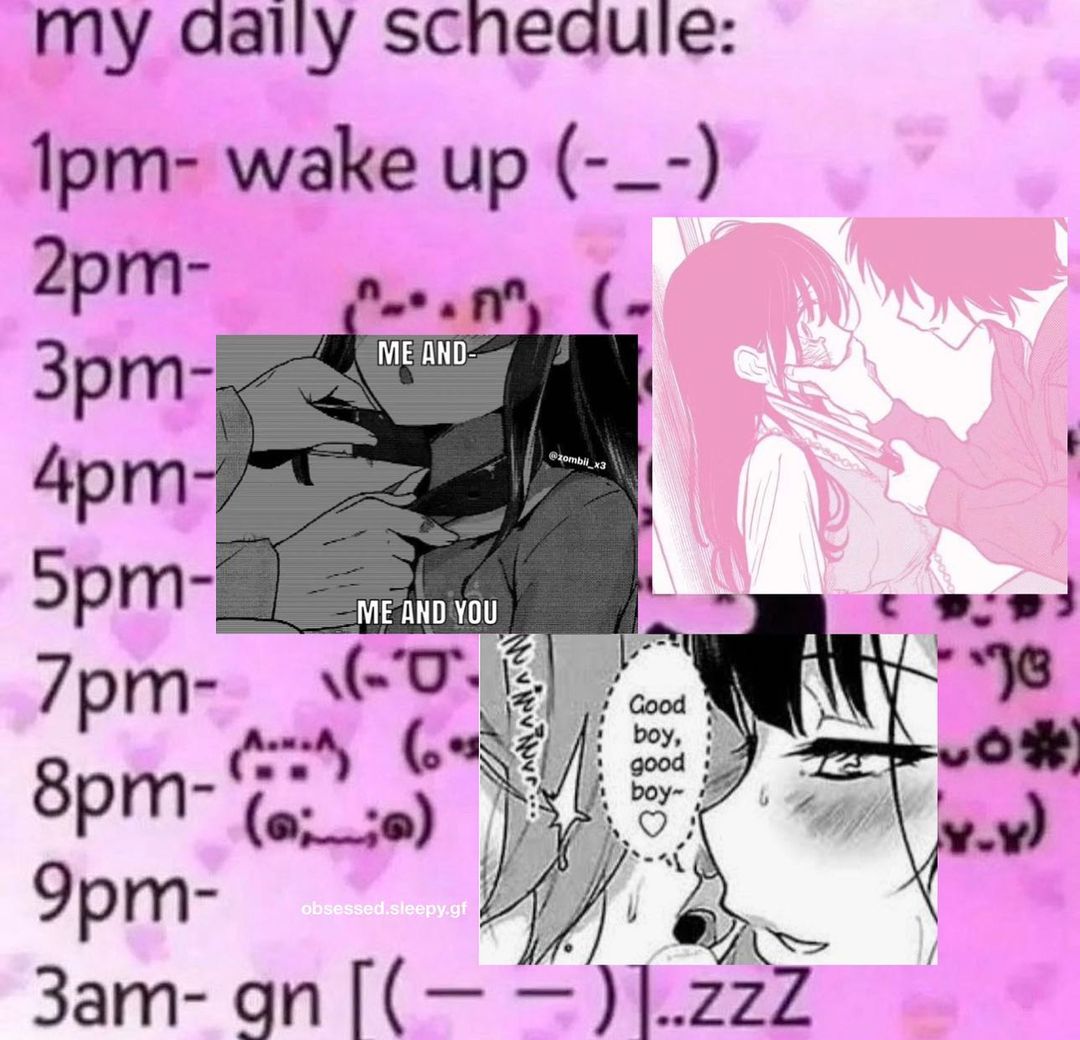 my daily schedule:
1pm- wake up (-_-)
2pm-
3pm-
ME AND-
4pm-
@zombii_x3
5pm-
ME AND YOU
7pm-
Good
boy,
good
boy~
♡
8pm-
9pm-
obsessed.sleepy.gf
3am- gn [(－－)]..zzZ